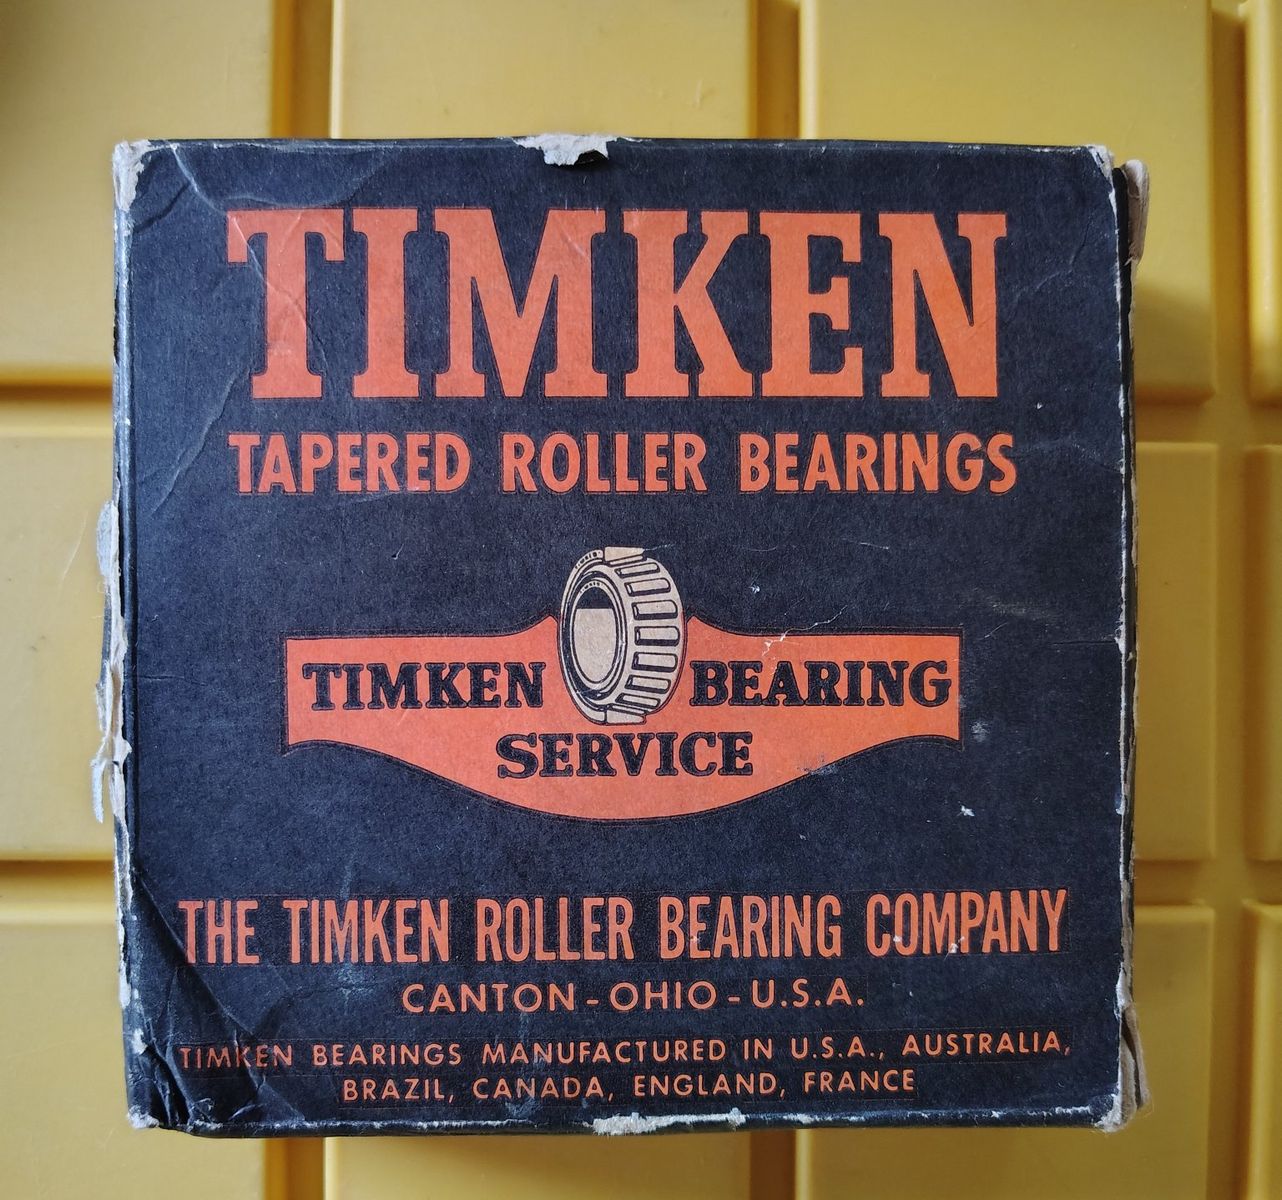 TIMKEN
TAPERED ROLLER BEARINGS
TIMKEN BEARING
SERVICE
THE TIMKEN ROLLER BEARING COMPANY
CANTON - OHIO - U.S.A.
TIMKEN BEARINGS MANUFACTURED IN U.S.A., AUSTRALIA,
BRAZIL, CANADA, ENGLAND, FRANCE